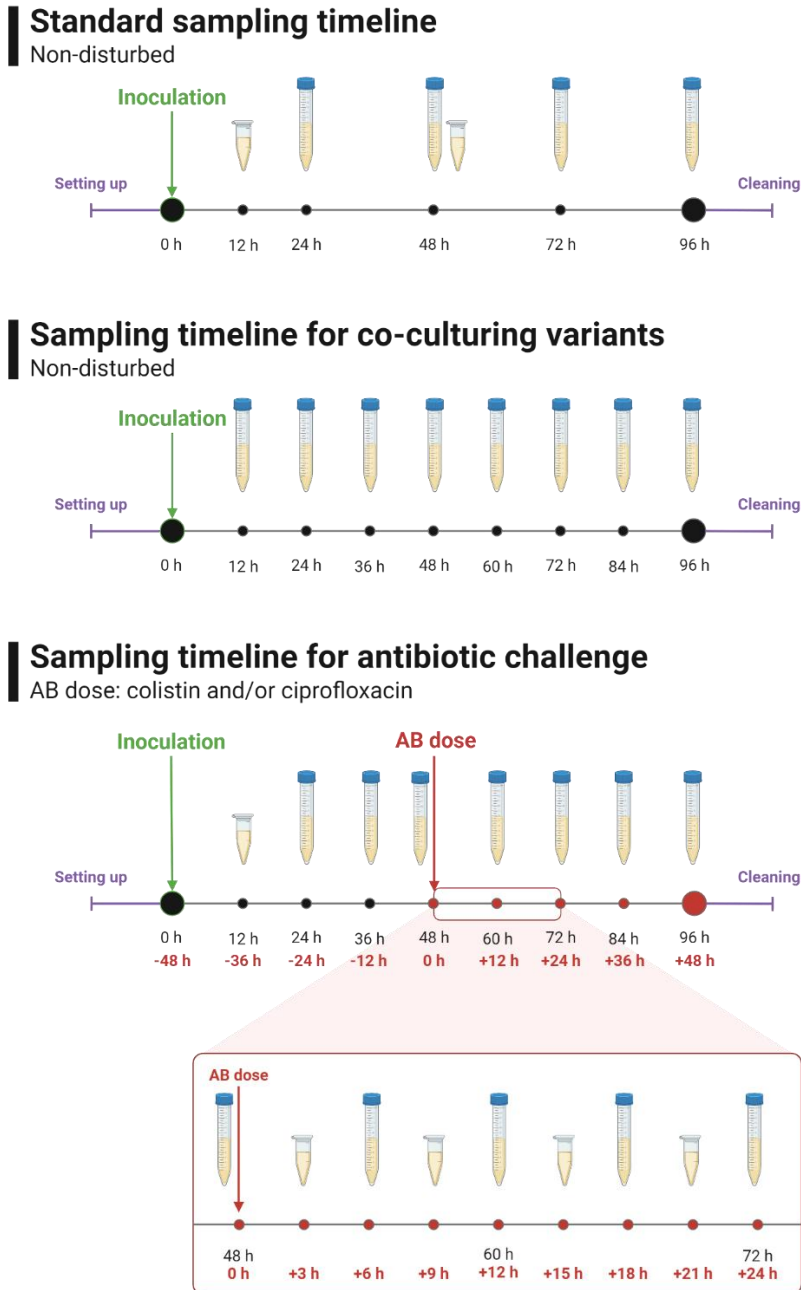 Standard sampling timeline
Non-disturbed
Inoculation
Setting up
Cleaning
0 h 12 h 24 h 48 h 72 h 96 h
Sampling timeline for co-culturing variants
Non-disturbed
Inoculation
Setting up
Cleaning
0 h 12 h 24 h 36 h 48 h 60 h 72 h 84 h 96 h
Sampling timeline for antibiotic challenge
AB dose: colistin and/or ciprofloxacin
Inoculation AB dose
Setting up
Cleaning
0 h 12 h 24 h 36 h 48 h 60 h 72 h 84 h 96 h
-48 h -36 h -24 h -12 h 0 h +12 h +24 h +36 h +48 h
AB dose
48 h 60 h 72 h
0 h +3 h +6 h +9 h +12 h +15 h +18 h +21 h +24 h